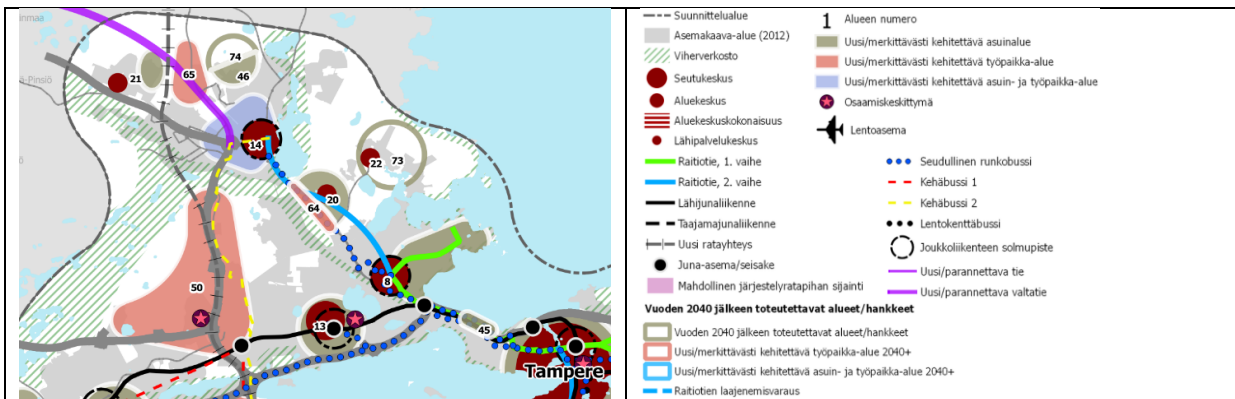 inmaa
ä-Pinsiö
21
65
74
46
14
22
73
20
64
50
8
13
45
Tampere
Suunnittelualue
Asemakaava-alue (2012)
Viherverkosto
Seutukeskus
Aluekeskus
Aluekeskuskokonaisuus
Lähipalvelukeskus
Raitiotie, 1. vaihe
Raitiotie, 2. vaihe
Lähijunaliikenne
Taajamajunaliikenne
Uusi ratayhteys
Juna-asema/seisake
Mahdollinen järjestelyratapihan sijainti
1 Alueen numero
Uusi/merkittävästi kehitettävä asuinalue
Uusi/merkittävästi kehitettävä työpaikka-alue
Uusi/merkittävästi kehitettävä asuin- ja työpaikka-alue
Osaamiskeskittymä
Lentoasema
Seudullinen runkobussi
Kehäbussi 1
Kehäbussi 2
Lentokenttäbussi
Joukkoliikenteen solmupiste
Uusi/parannettava tie
Uusi/parannettava valtatie
Vuoden 2040 jälkeen toteutettavat alueet/hankkeet
Vuoden 2040 jälkeen toteutettavat alueet/hankkeet
Uusi/merkittävästi kehitettävä työpaikka-alue 2040+
Uusi/merkittävästi kehitettävä asuin- ja työpaikka-alue 2040+
Raitiotien laajenemisvaraus